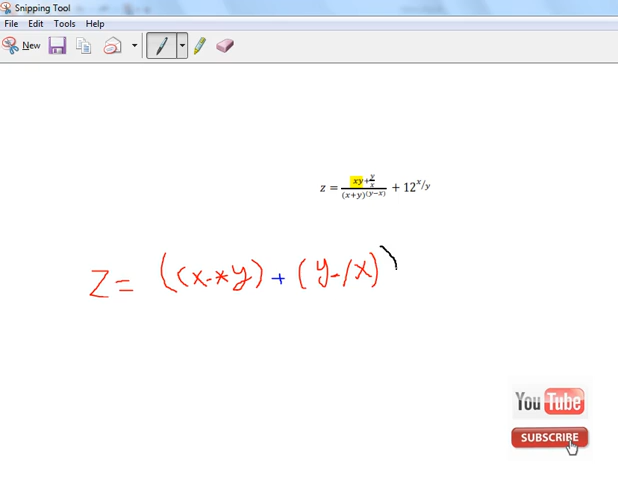 Snipping Tool
File Edit Tools Help
New
z = (xy + y/x) / (x+y)^(y−x) + 12^(x/y)
Z = ((x.*y) + (y./x))
YouTube
SUBSCRIBE